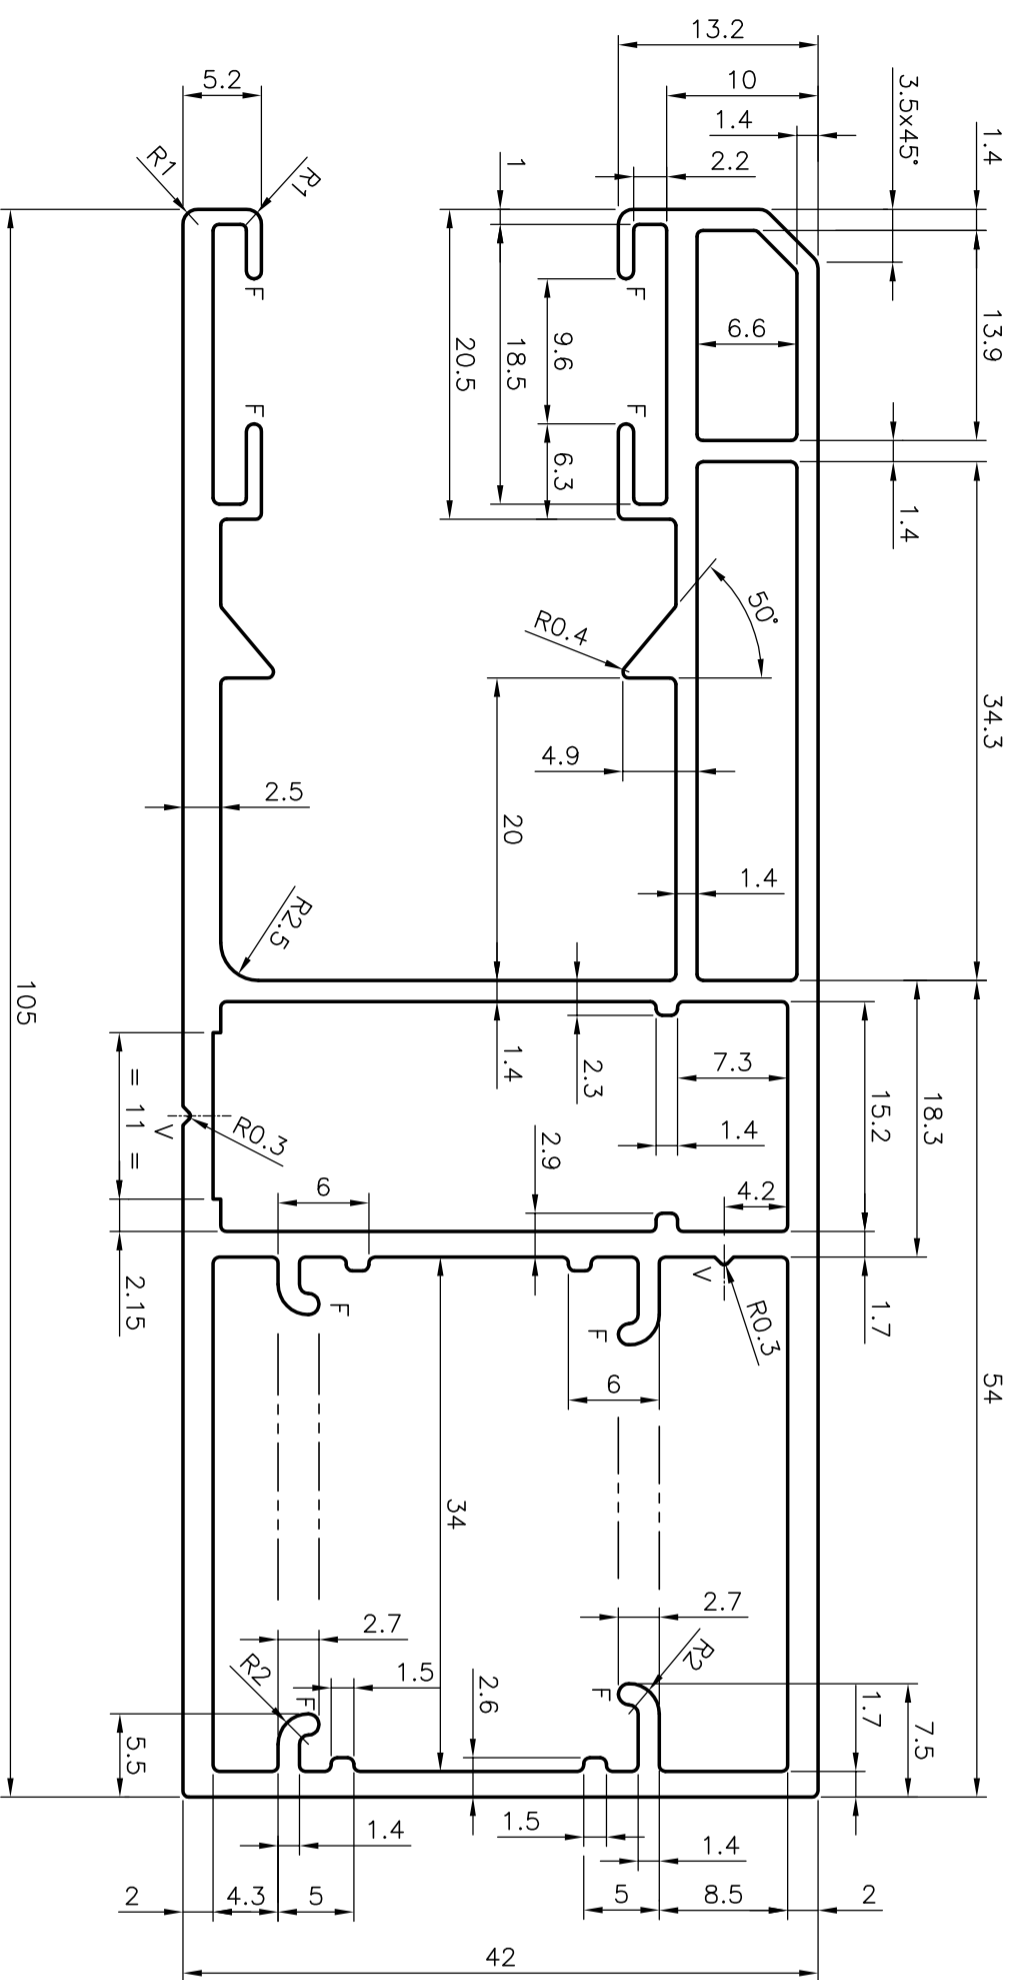 13.2
10
3.5x45°
1.4
5.2
1.4
R1
R1
1
2.2
F
F
13.9
6.6
9.6
18.5
20.5
F
F
6.3
1.4
50°
R0.4
34.3
4.9
2.5
20
1.4
R2.5
105
1.4
2.3
7.3
15.2
18.3
= 11 =
V
R0.3
2.9
1.4
6
4.2
2.15
F
F
V
R0.3
1.7
54
6
34
2.7
2.7
R2
R2
1.5
2.6
F
F
1.7
7.5
5.5
1.4
1.5
1.4
2
4.3
5
5
8.5
2
42